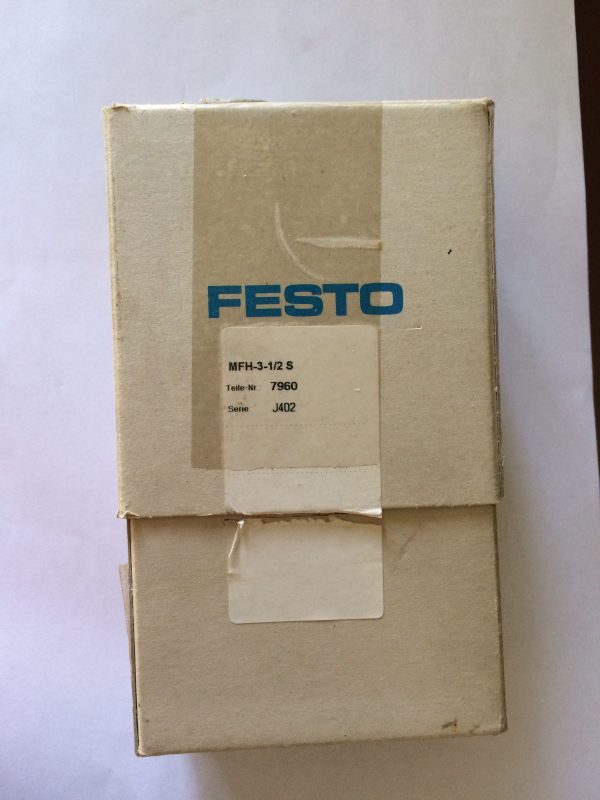 FESTO
MFH-3-1/2 S
Teile-Nr.: 7960
Serie J402